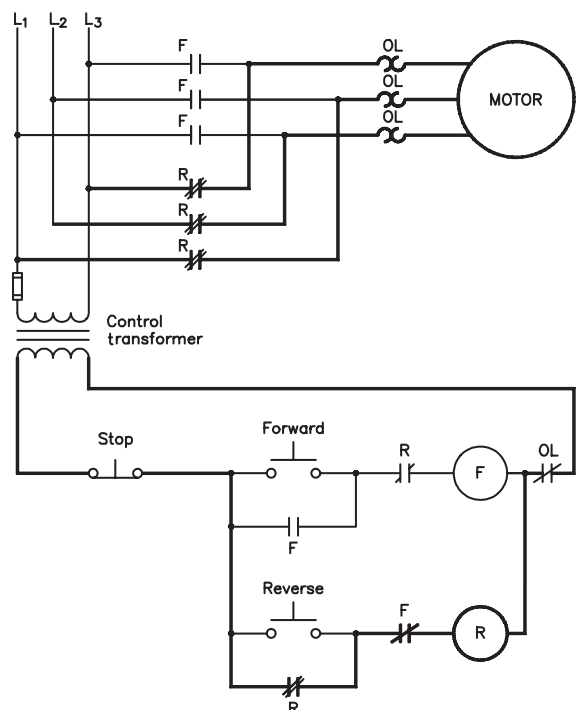 L1 L2 L3
F
OL
F
OL
F
OL
MOTOR
R
R
R
Control
transformer
Stop
Forward
R
F
OL
F
Reverse
F
R
R